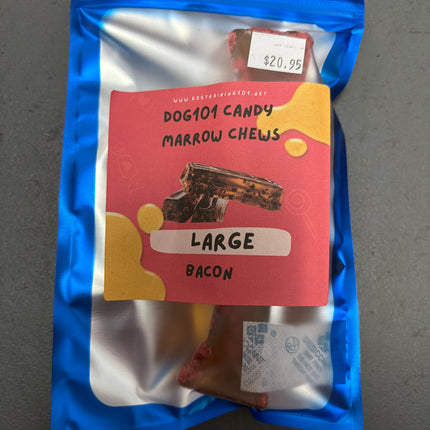 $20.95
WWW.DOGTRAINING101.NET
DOG101 CANDY
MARROW CHEWS
LARGE
BACON